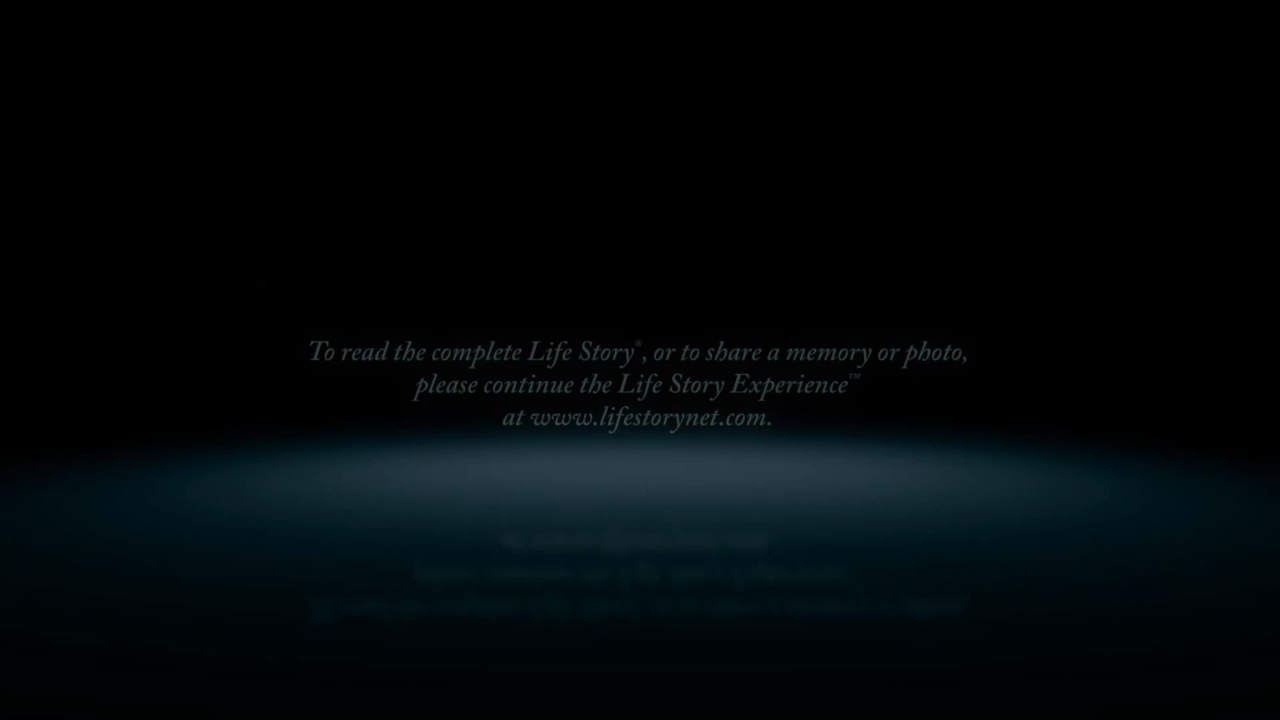 To read the complete Life Story®, or to share a memory or photo,
please continue the Life Story Experience™
at www.lifestorynet.com.